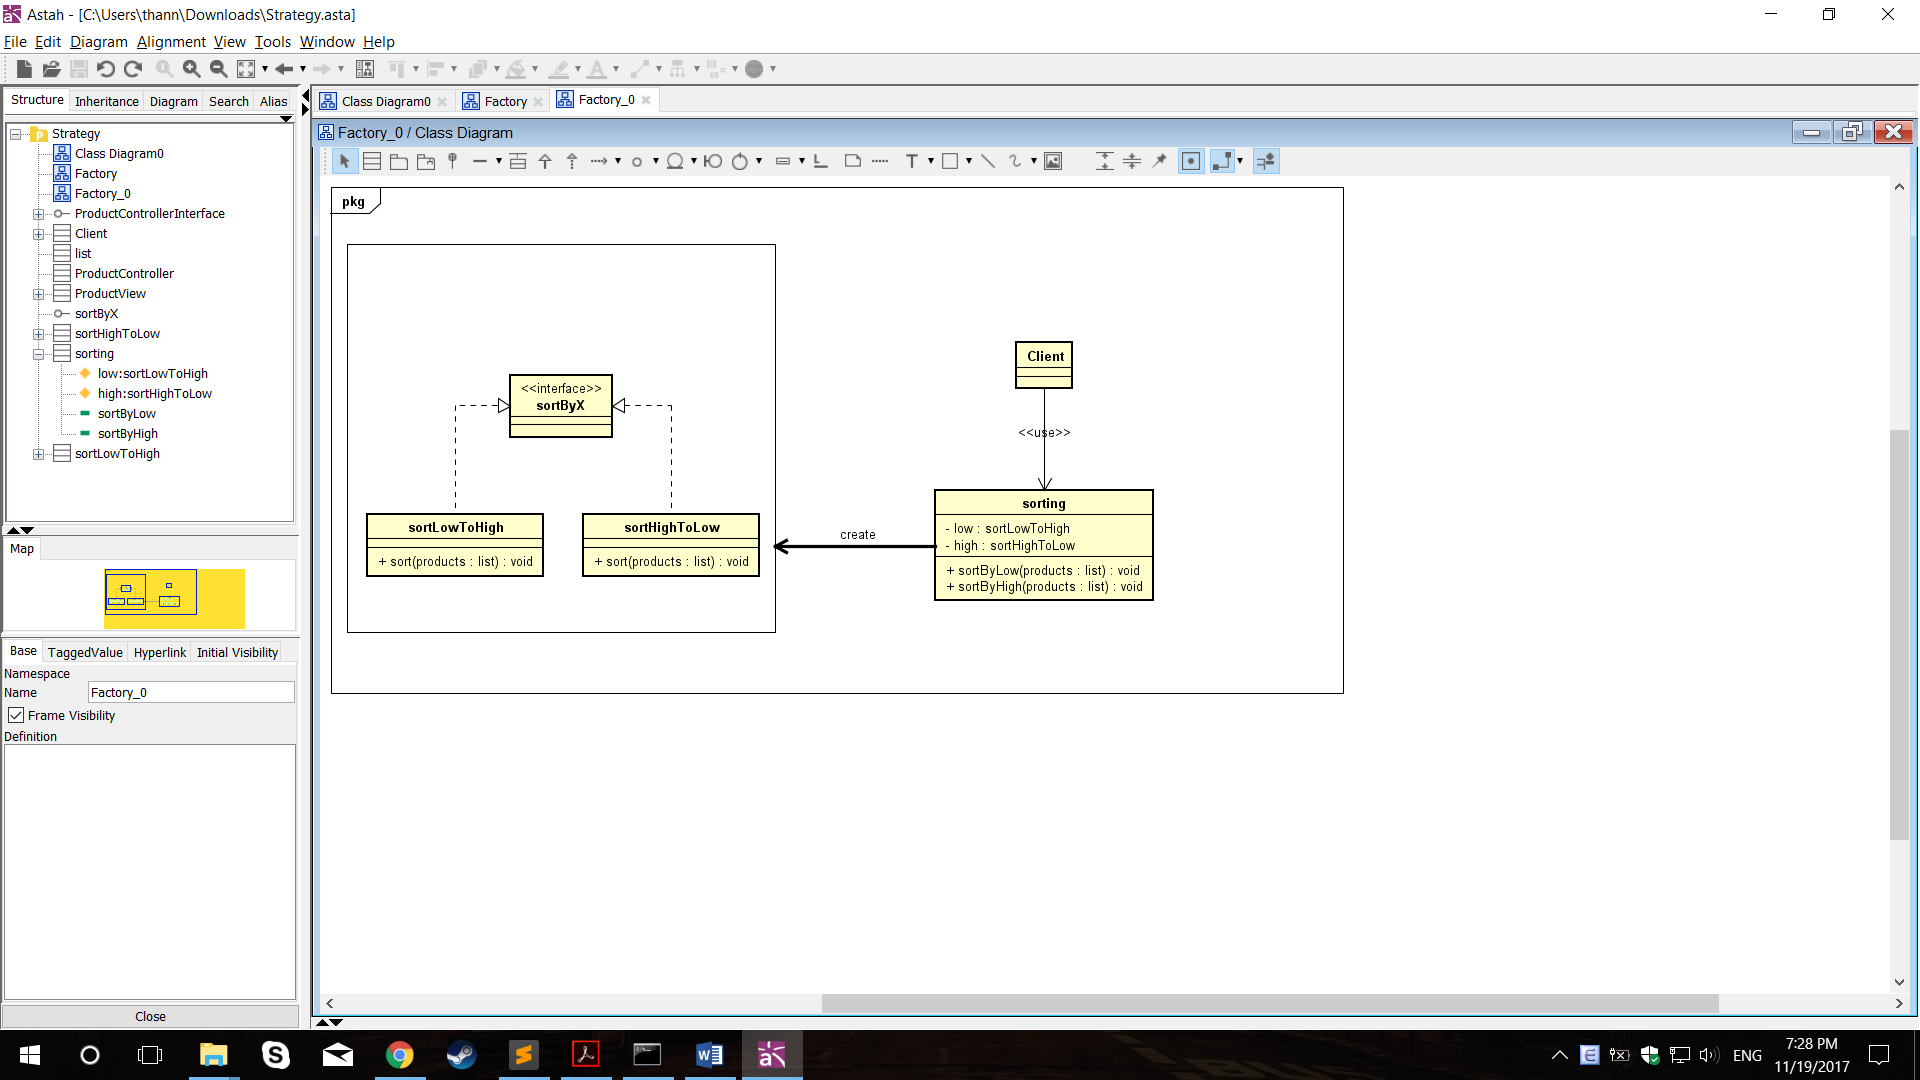 Astah - [C:\Users\thann\Downloads\Strategy.asta]
File Edit Diagram Alignment View Tools Window Help
Structure Inheritance Diagram Search Alias
Strategy
Class Diagram0
Factory
Factory_0
ProductControllerInterface
Client
list
ProductController
ProductView
sortByX
sortHighToLow
sorting
low:sortLowToHigh
high:sortHighToLow
sortByLow
sortByHigh
sortLowToHigh
Map
Base TaggedValue Hyperlink Initial Visibility
Namespace
Name Factory_0
Frame Visibility
Definition
Close
Class Diagram0 Factory Factory_0
Factory_0 / Class Diagram
T
pkg
<<interface>>
sortByX
sortLowToHigh
+ sort(products : list) : void
sortHighToLow
+ sort(products : list) : void
create
Client
<<use>>
sorting
- low : sortLowToHigh
- high : sortHighToLow
+ sortByLow(products : list) : void
+ sortByHigh(products : list) : void
ENG
7:28 PM
11/19/2017